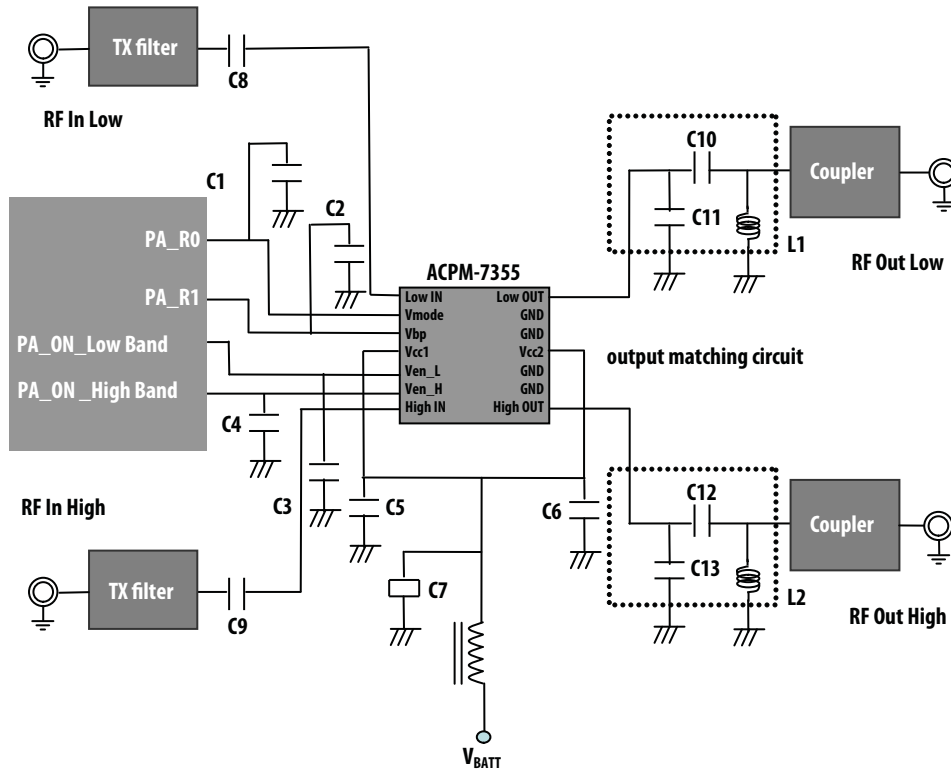 TX filter
C8
RF In Low
C10
Coupler
C1
C11
C2
L1
RF Out Low
PA_R0
ACPM-7355
PA_R1
Low IN
Low OUT
Vmode
GND
Vbp
GND
PA_ON_Low Band
Vcc1
Vcc2
output matching circuit
Ven_L
GND
PA_ON _High Band
Ven_H
GND
High IN
High OUT
C4
RF In High
C3
C5
C6
C12
Coupler
C13
TX filter
C7
L2
C9
RF Out High
VBATT